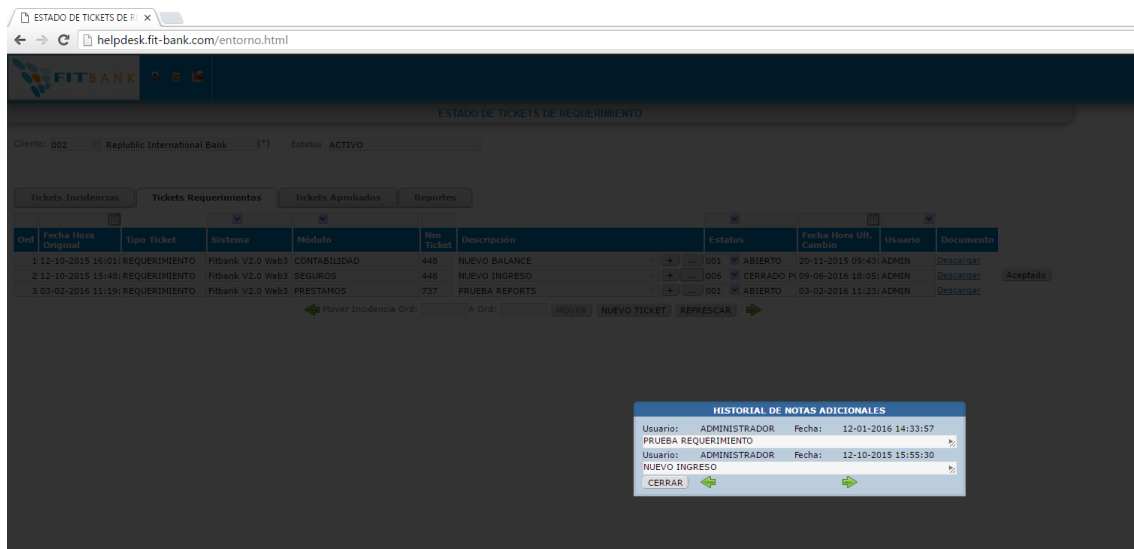 ESTADO DE TICKETS DE R
helpdesk.fit-bank.com/entorno.html
FITBANK
ESTADO DE TICKETS DE REQUERIMIENTO
Cliente: 002 Replublic International Bank (*) Estatus ACTIVO
Tickets Incidencias Tickets Requerimientos Tickets Aprobados Reportes
Ord Fecha Hora Original Tipo Ticket Sistema Módulo Nro Ticket Descripción Estatus Fecha Hora Ult. Cambio Usuario Documento
1 12-10-2015 16:01: REQUERIMIENTO Fitbank V2.0 Web3 CONTABILIDAD 448 NUEVO BALANCE + ... 001 ABIERTO 20-11-2015 09:43: ADMIN Descargar
2 12-10-2015 15:48: REQUERIMIENTO Fitbank V2.0 Web3 SEGUROS 446 NUEVO INGRESO + ... 006 CERRADO P( 09-06-2016 18:05: ADMIN Descargar Aceptado
3 03-02-2016 11:19: REQUERIMIENTO Fitbank V2.0 Web3 PRESTAMOS 737 PRUEBA REPORTS + ... 001 ABIERTO 03-02-2016 11:23: ADMIN Descargar
Mover Incidencia Ord: A Ord: MOVER NUEVO TICKET REFRESCAR
HISTORIAL DE NOTAS ADICIONALES
Usuario: ADMINISTRADOR Fecha: 12-01-2016 14:33:57
PRUEBA REQUERIMIENTO
Usuario: ADMINISTRADOR Fecha: 12-10-2015 15:55:30
NUEVO INGRESO
CERRAR